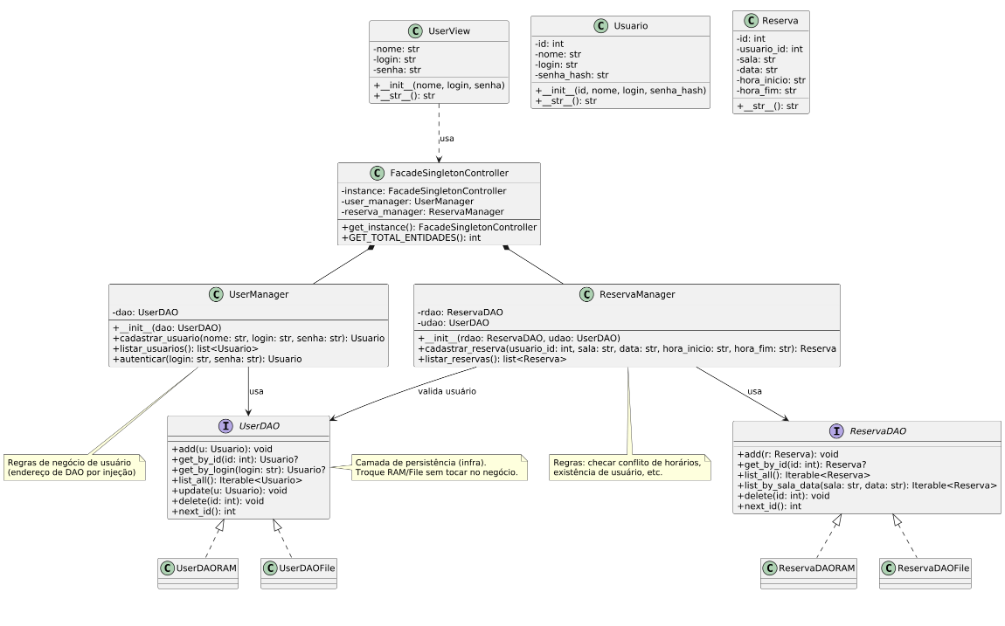 C UserView
-nome: str
-login: str
-senha: str
+__init__(nome, login, senha)
+__str__(): str
C Usuario
-id: int
-nome: str
-login: str
-senha_hash: str
+__init__(id, nome, login, senha_hash)
+__str__(): str
C Reserva
-id: int
-usuario_id: int
-sala: str
-data: str
-hora_inicio: str
-hora_fim: str
+__str__(): str
usa
C FacadeSingletonController
-instance: FacadeSingletonController
-user_manager: UserManager
-reserva_manager: ReservaManager
+get_instance(): FacadeSingletonController
+GET_TOTAL_ENTIDADES(): int
C UserManager
-dao: UserDAO
+__init__(dao: UserDAO)
+cadastrar_usuario(nome: str, login: str, senha: str): Usuario
+listar_usuarios(): list<Usuario>
+autenticar(login: str, senha: str): Usuario
C ReservaManager
-rdao: ReservaDAO
-udao: UserDAO
+__init__(rdao: ReservaDAO, udao: UserDAO)
+cadastrar_reserva(usuario_id: int, sala: str, data: str, hora_inicio: str, hora_fim: str): Reserva
+listar_reservas(): list<Reserva>
usa
valida usuário
usa
Regras de negócio de usuário
(endereço de DAO por injeção)
I UserDAO
+add(u: Usuario): void
+get_by_id(id: int): Usuario?
+get_by_login(login: str): Usuario?
+list_all(): Iterable<Usuario>
+update(u: Usuario): void
+delete(id: int): void
+next_id(): int
Camada de persistência (infra).
Troque RAM/File sem tocar no negócio.
Regras: checar conflito de horários,
existência de usuário, etc.
I ReservaDAO
+add(r: Reserva): void
+get_by_id(id: int): Reserva?
+list_all(): Iterable<Reserva>
+list_by_sala_data(sala: str, data: str): Iterable<Reserva>
+delete(id: int): void
+next_id(): int
C UserDAORAM
C UserDAOFile
C ReservaDAORAM
C ReservaDAOFile